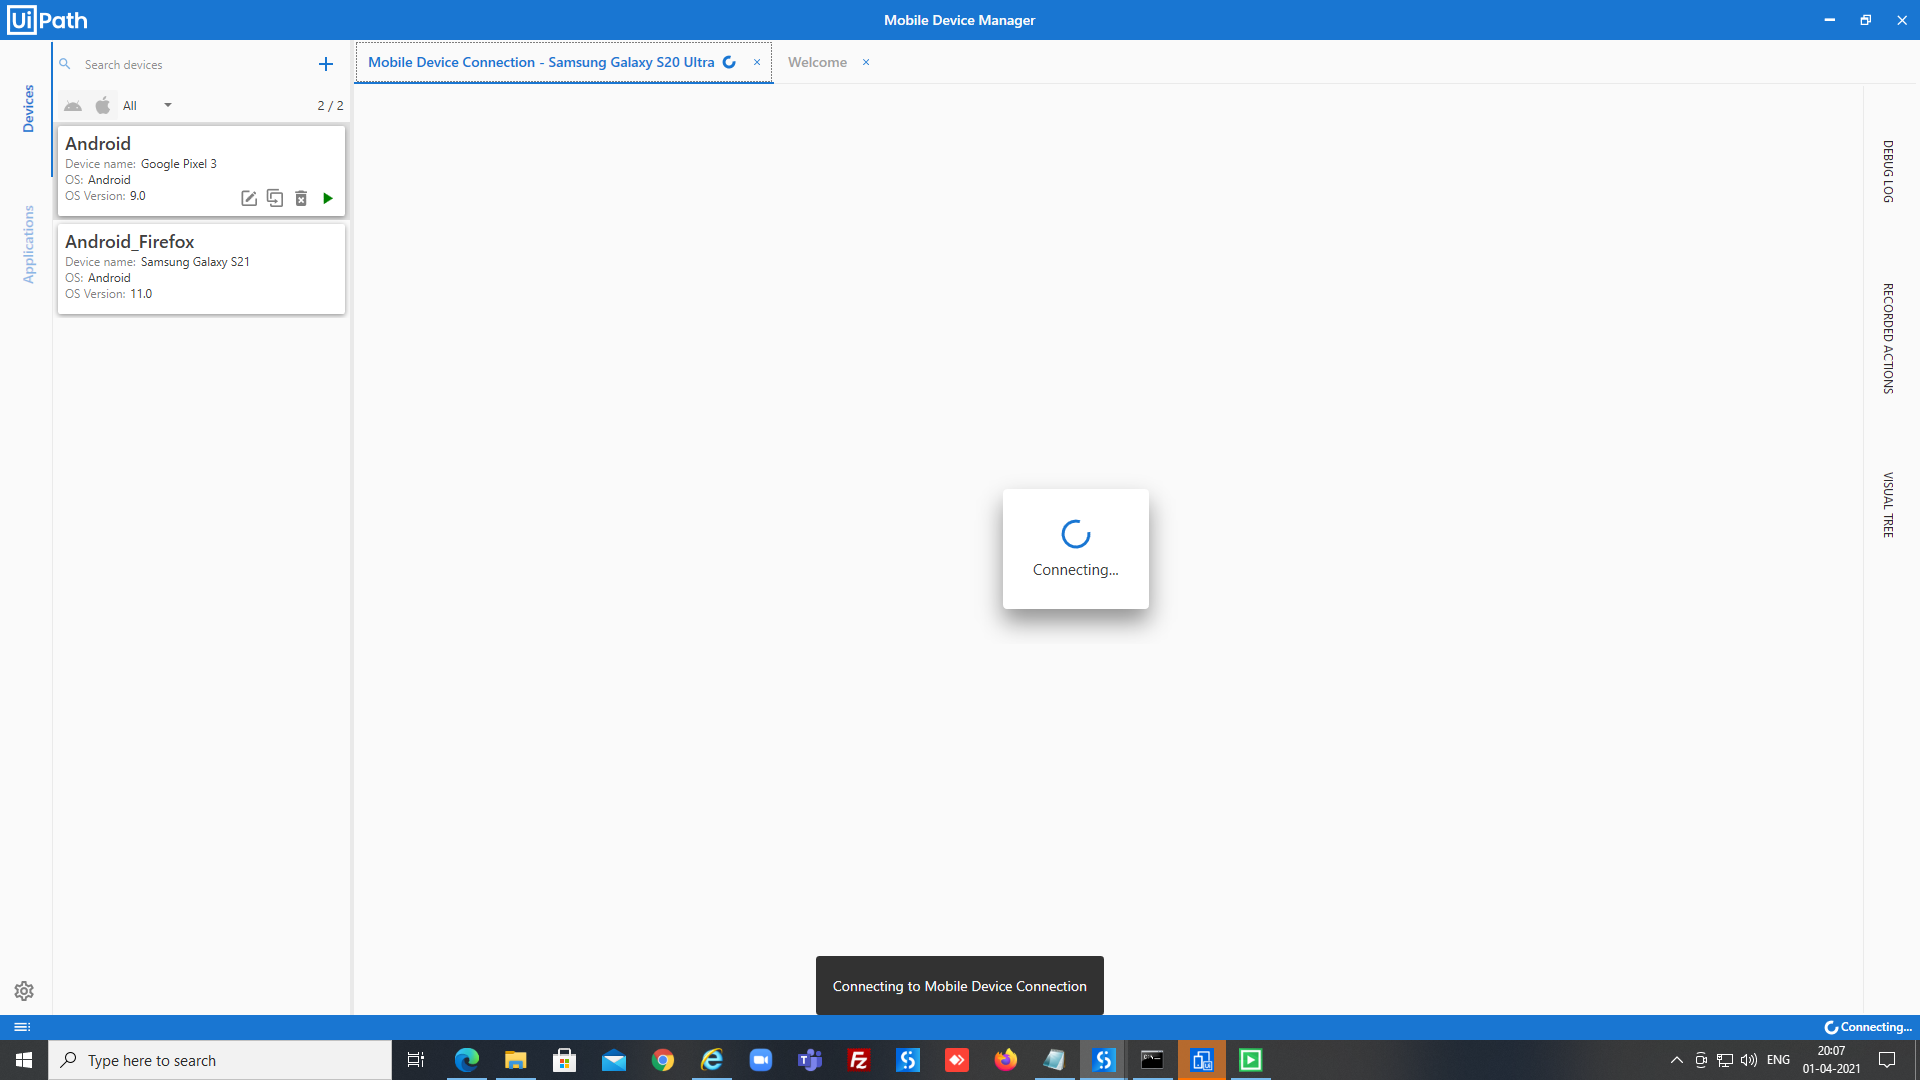 UiPath
Mobile Device Manager
Devices
Applications
Search devices
All
2 / 2
Android
Device name: Google Pixel 3
OS: Android
OS Version: 9.0
Android_Firefox
Device name: Samsung Galaxy S21
OS: Android
OS Version: 11.0
Mobile Device Connection - Samsung Galaxy S20 Ultra
Welcome
Connecting...
DEBUG LOG
RECORDED ACTIONS
VISUAL TREE
Connecting to Mobile Device Connection
Connecting...
Type here to search
ENG
20:07
01-04-2021